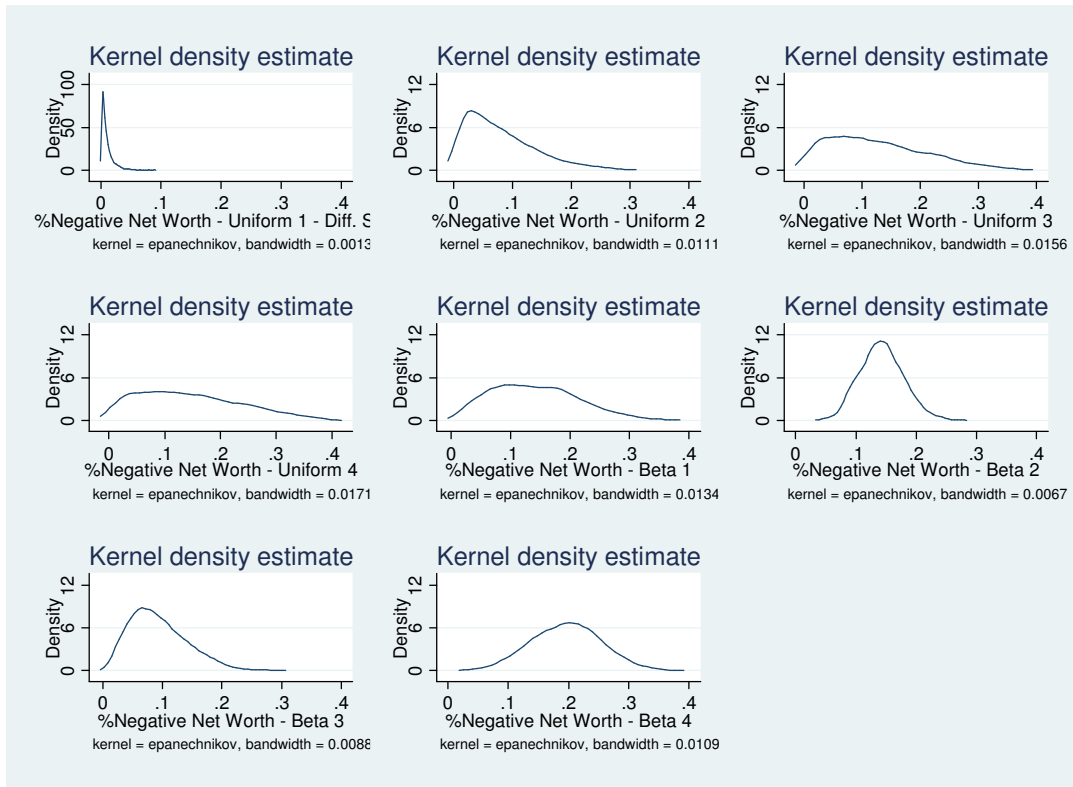 Kernel density estimate
Density
0 50 100
0 .1 .2 .3 .4
%Negative Net Worth - Uniform 1 - Diff. S
kernel = epanechnikov, bandwidth = 0.0013
Kernel density estimate
Density
0 6 12
0 .1 .2 .3 .4
%Negative Net Worth - Uniform 2
kernel = epanechnikov, bandwidth = 0.0111
Kernel density estimate
Density
0 6 12
0 .1 .2 .3 .4
%Negative Net Worth - Uniform 3
kernel = epanechnikov, bandwidth = 0.0156
Kernel density estimate
Density
0 6 12
0 .1 .2 .3 .4
%Negative Net Worth - Uniform 4
kernel = epanechnikov, bandwidth = 0.0171
Kernel density estimate
Density
0 6 12
0 .1 .2 .3 .4
%Negative Net Worth - Beta 1
kernel = epanechnikov, bandwidth = 0.0134
Kernel density estimate
Density
0 6 12
0 .1 .2 .3 .4
%Negative Net Worth - Beta 2
kernel = epanechnikov, bandwidth = 0.0067
Kernel density estimate
Density
0 6 12
0 .1 .2 .3 .4
%Negative Net Worth - Beta 3
kernel = epanechnikov, bandwidth = 0.0088
Kernel density estimate
Density
0 6 12
0 .1 .2 .3 .4
%Negative Net Worth - Beta 4
kernel = epanechnikov, bandwidth = 0.0109